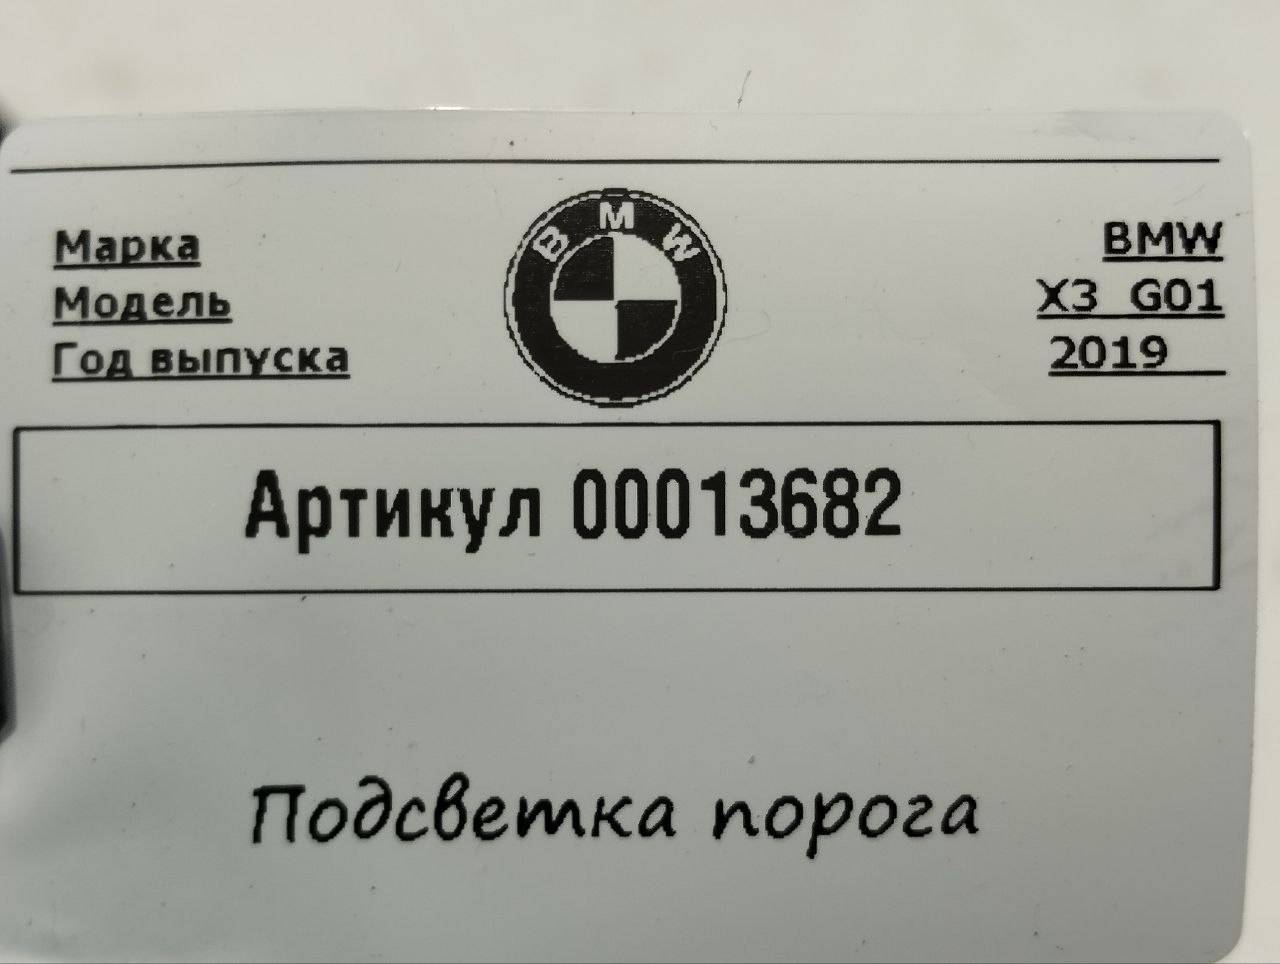 Марка BMW BMW
Модель X3 G01
Год выпуска 2019
Артикул 00013682
Подсветка порога